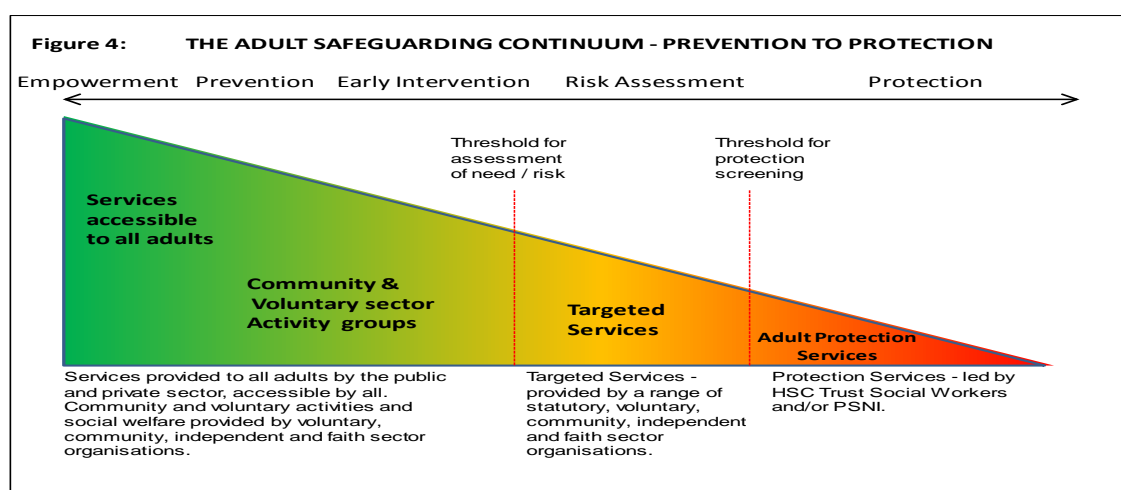 Figure 4: THE ADULT SAFEGUARDING CONTINUUM - PREVENTION TO PROTECTION
Empowerment Prevention Early Intervention Risk Assessment Protection
Threshold for
assessment
of need / risk
Threshold for
protection
screening
Services
accessible
to all adults
Community &
Voluntary sector
Activity groups
Targeted
Services
Adult Protection
Services
Services provided to all adults by the public
and private sector, accessible by all.
Community and voluntary activities and
social welfare provided by voluntary,
community, independent and faith sector
organisations.
Targeted Services -
provided by a range of
statutory, voluntary,
community, independent
and faith sector
organisations.
Protection Services - led by
HSC Trust Social Workers
and/or PSNI.